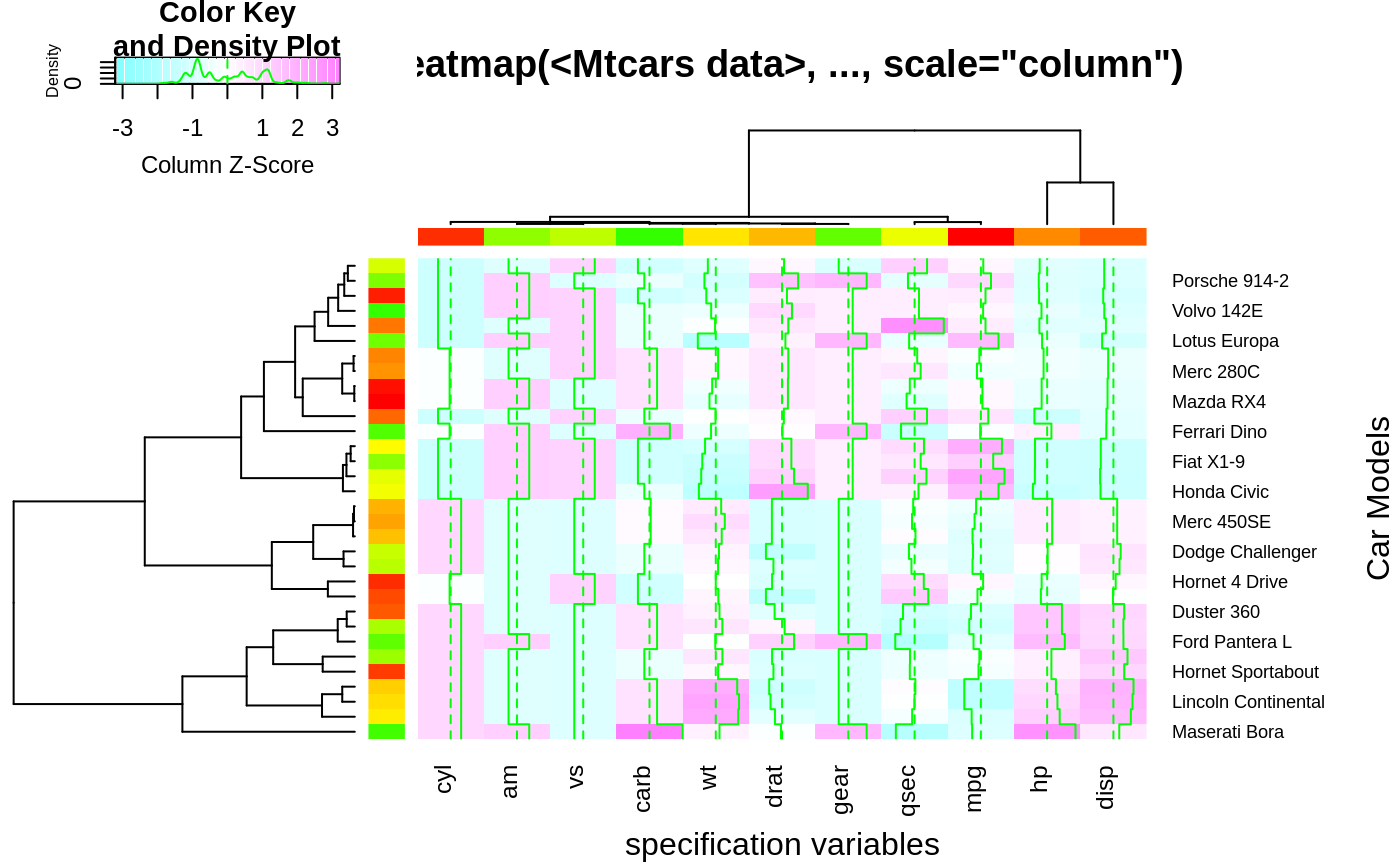 Color Key
and Density Plot
Density
0
-3 -1 1 2 3
Column Z-Score
eatmap(<Mtcars data>, ..., scale="column")
Porsche 914-2
Volvo 142E
Lotus Europa
Merc 280C
Mazda RX4
Ferrari Dino
Fiat X1-9
Honda Civic
Merc 450SE
Dodge Challenger
Hornet 4 Drive
Duster 360
Ford Pantera L
Hornet Sportabout
Lincoln Continental
Maserati Bora
Car Models
cyl am vs carb wt drat gear qsec mpg hp disp
specification variables